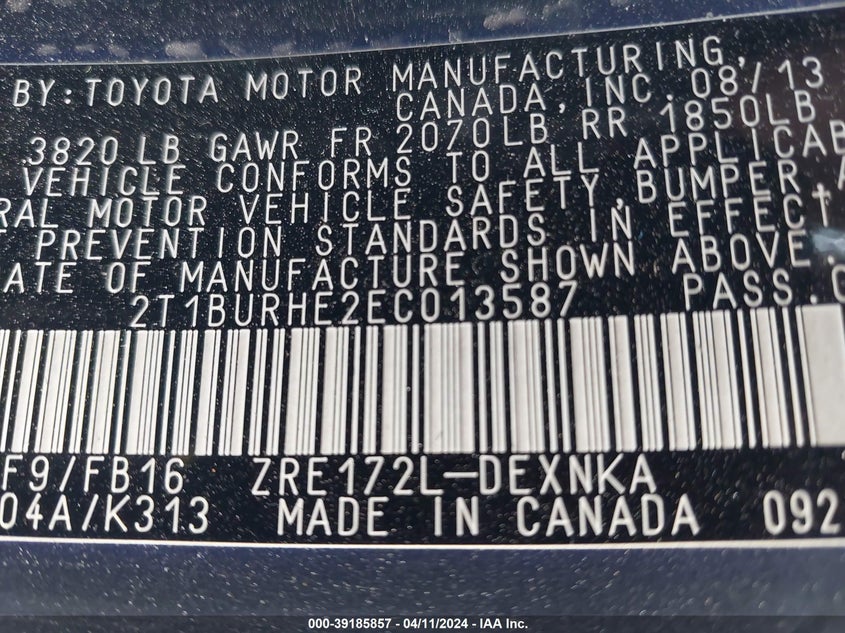 BY: TOYOTA MOTOR MANUFACTURING,
CANADA, INC. 08/13
3820 LB GAWR FR 2070LB RR 1850LB
VEHICLE CONFORMS TO ALL APPLICAB
RAL MOTOR VEHICLE SAFETY, BUMPER, A
T PREVENTION STANDARDS IN EFFECT
ATE OF MANUFACTURE SHOWN ABOVE.
2T1BURHE2EC013587 PASS.C
F9/FB16 ZRE172L-DEXNKA
04A/K313 MADE IN CANADA 092
000-39185857 / 04/11/2024 - IAA Inc.